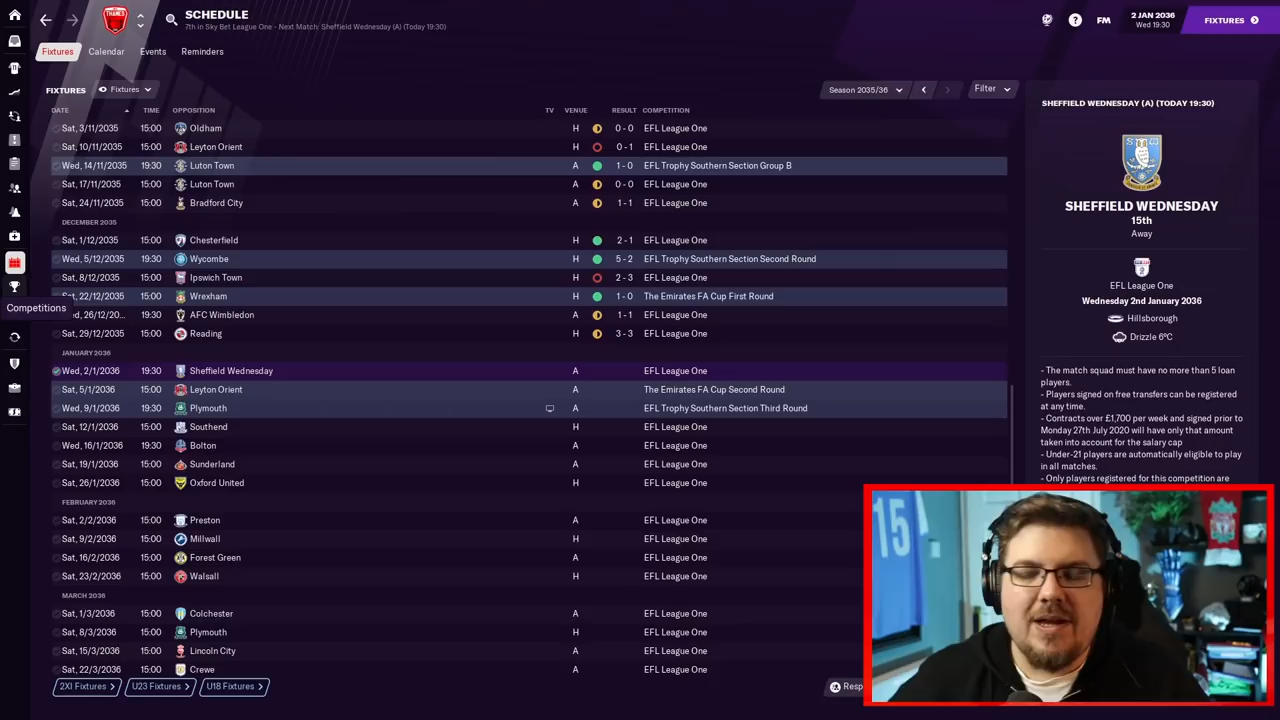 THAMES
SCHEDULE
7th in Sky Bet League One - Next Match: Sheffield Wednesday (A) (Today 19:30)
FM
2 JAN 2036
Wed 19:30
FIXTURES
Fixtures
Calendar
Events
Reminders
FIXTURES
Fixtures
Season 2035/36
Filter
DATE TIME OPPOSITION TV VENUE RESULT COMPETITION
Sat, 3/11/2035 15:00 Oldham H 0 - 0 EFL League One
Sat, 10/11/2035 15:00 Leyton Orient H 0 - 1 EFL League One
Wed, 14/11/2035 19:30 Luton Town A 1 - 0 EFL Trophy Southern Section Group B
Sat, 17/11/2035 15:00 Luton Town A 0 - 0 EFL League One
Sat, 24/11/2035 15:00 Bradford City A 1 - 1 EFL League One
DECEMBER 2035
Sat, 1/12/2035 15:00 Chesterfield H 2 - 1 EFL League One
Wed, 5/12/2035 19:30 Wycombe H 5 - 2 EFL Trophy Southern Section Second Round
Sat, 8/12/2035 15:00 Ipswich Town H 2 - 3 EFL League One
Sat, 22/12/2035 15:00 Wrexham H 1 - 0 The Emirates FA Cup First Round
Competitions
Wed, 26/12/20... 19:30 AFC Wimbledon A 1 - 1 EFL League One
Sat, 29/12/2035 15:00 Reading H 3 - 3 EFL League One
JANUARY 2036
Wed, 2/1/2036 19:30 Sheffield Wednesday A EFL League One
Sat, 5/1/2036 15:00 Leyton Orient A The Emirates FA Cup Second Round
Wed, 9/1/2036 19:30 Plymouth A EFL Trophy Southern Section Third Round
Sat, 12/1/2036 15:00 Southend H EFL League One
Wed, 16/1/2036 19:30 Bolton A EFL League One
Sat, 19/1/2036 15:00 Sunderland A EFL League One
Sat, 26/1/2036 15:00 Oxford United H EFL League One
FEBRUARY 2036
Sat, 2/2/2036 15:00 Preston A EFL League One
Sat, 9/2/2036 15:00 Millwall H EFL League One
Sat, 16/2/2036 15:00 Forest Green A EFL League One
Sat, 23/2/2036 15:00 Walsall H EFL League One
MARCH 2036
Sat, 1/3/2036 15:00 Colchester A EFL League One
Sat, 8/3/2036 15:00 Plymouth H EFL League One
Sat, 15/3/2036 15:00 Lincoln City A EFL League One
Sat, 22/3/2036 15:00 Crewe A EFL League One
2XI Fixtures
U23 Fixtures
U18 Fixtures
Resp
SHEFFIELD WEDNESDAY (A) (TODAY 19:30)
SHEFFIELD WEDNESDAY
15th
Away
EFL League One
Wednesday 2nd January 2036
Hillsborough
Drizzle 6ºC
- The match squad must have no more than 5 loan
players.
- Players signed on free transfers can be registered
at any time.
- Contracts over £1,700 per week and signed prior to
Monday 27th July 2020 will have only that amount
taken into account for the salary cap
- Under-21 players are automatically eligible to play
in all matches.
- Only players registered for this competition are
15